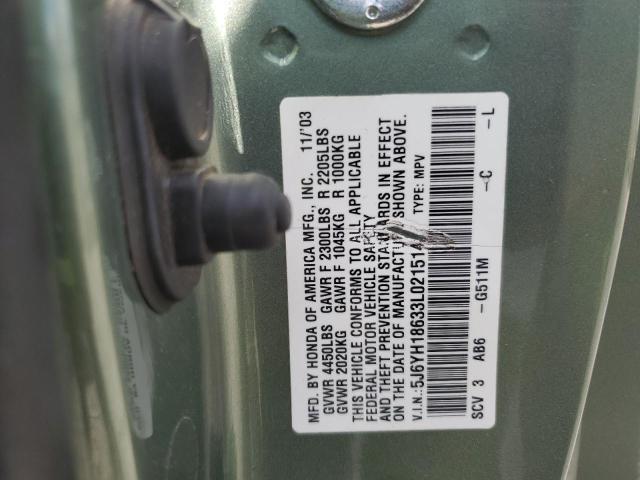 MFD. BY HONDA OF AMERICA MFG., INC. 11/'03
GVWR 4450LBS GAWR F 2300LBS R 2205LBS
GVWR 2020KG GAWR F 1045KG R 1000KG
THIS VEHICLE CONFORMS TO ALL APPLICABLE
FEDERAL MOTOR VEHICLE SAFETY
AND THEFT PREVENTION STANDARDS IN EFFECT
ON THE DATE OF MANUFACTURE SHOWN ABOVE.
V.I.N.:5J6YH18633L021514 TYPE: MPV
SCV 3 AB6 -G511M -C -L